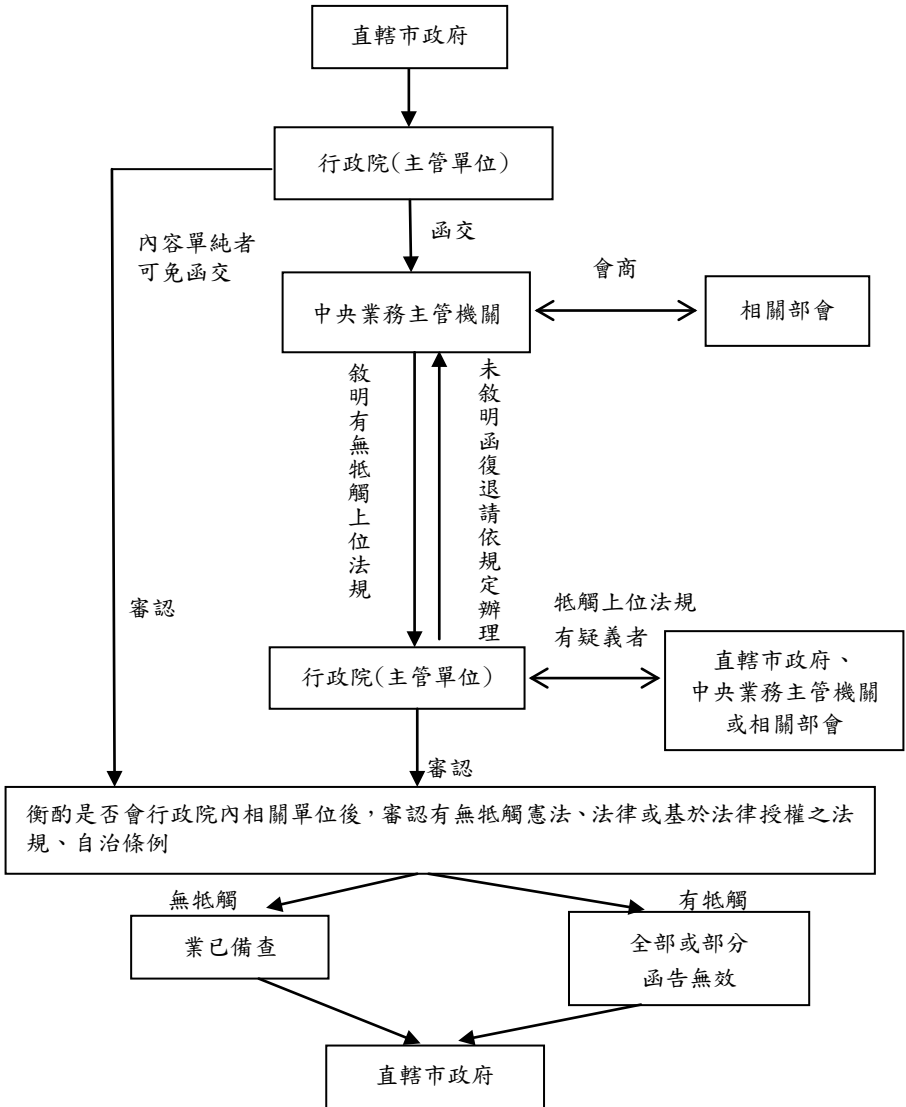 直轄市政府
行政院(主管單位)
內容單純者
可免函交
函交
會商
中央業務主管機關
相關部會
敘明有無牴觸上位法規
未敘明函復退請依規定辦理
審認
牴觸上位法規
有疑義者
行政院(主管單位)
直轄市政府、
中央業務主管機關
或相關部會
審認
衡酌是否會行政院內相關單位後,審認有無牴觸憲法、法律或基於法律授權之法
規、自治條例
無牴觸
有牴觸
業已備查
全部或部分
函告無效
直轄市政府